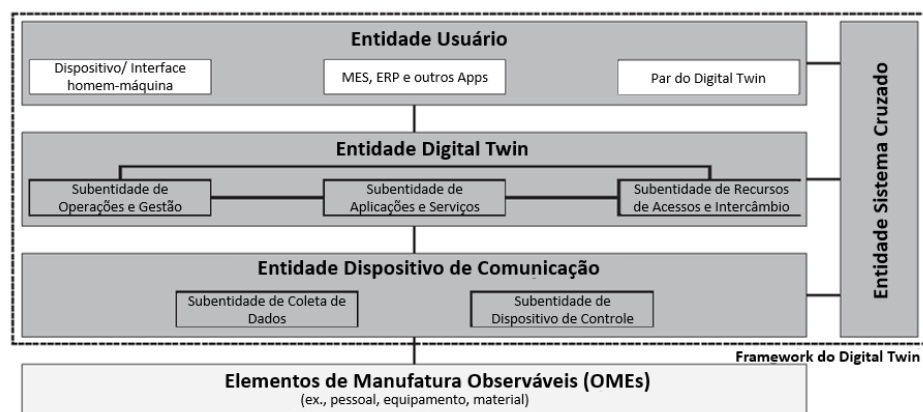 Entidade Usuário
Dispositivo/ Interface
homem-máquina
MES, ERP e outros Apps
Par do Digital Twin
Entidade Digital Twin
Subentidade de
Operações e Gestão
Subentidade de
Aplicações e Serviços
Subentidade de Recursos
de Acessos e Intercâmbio
Entidade Dispositivo de Comunicação
Subentidade de Coleta de
Dados
Subentidade de
Dispositivo de Controle
Entidade Sistema Cruzado
Framework do Digital Twin
Elementos de Manufatura Observáveis (OMEs)
(ex., pessoal, equipamento, material)